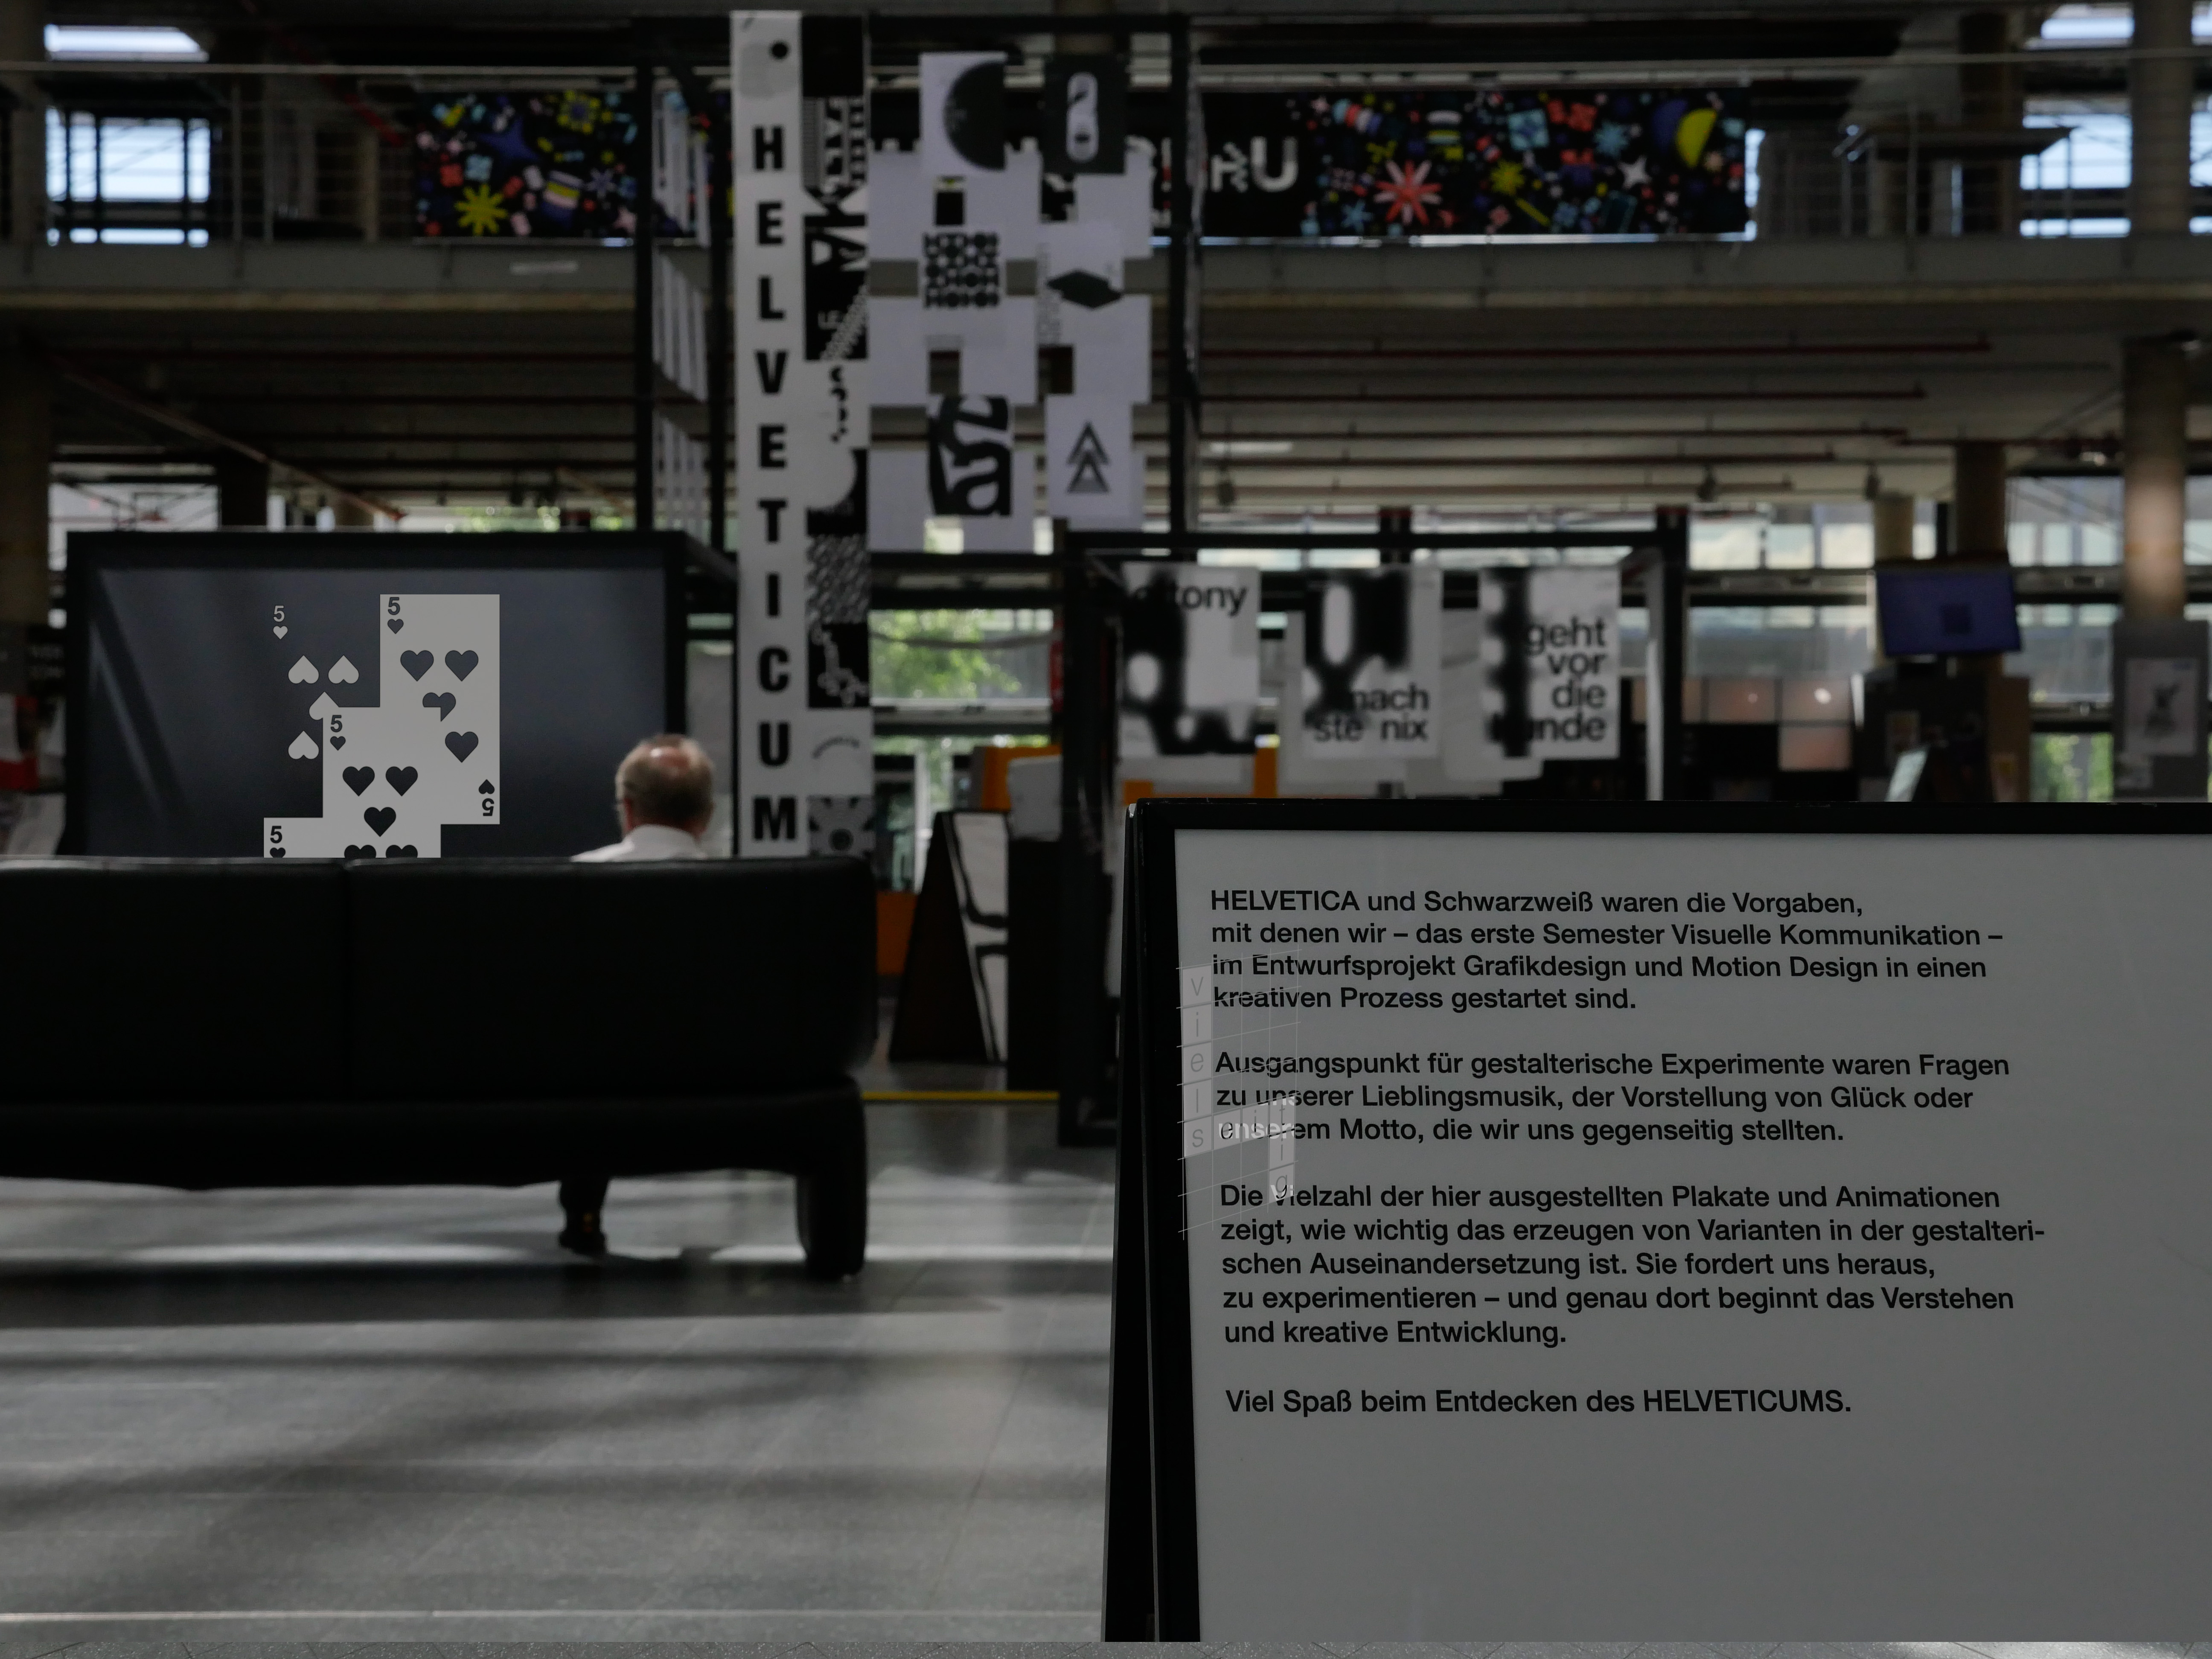 HELVETICUM
5
5
5
5
5
tony
geht
vor
die
nach
nix
HELVETICA und Schwarzweiß waren die Vorgaben,
mit denen wir – das erste Semester Visuelle Kommunikation –
im Entwurfsprojekt Grafikdesign und Motion Design in einen
kreativen Prozess gestartet sind.
Ausgangspunkt für gestalterische Experimente waren Fragen
zu unserer Lieblingsmusik, der Vorstellung von Glück oder
unserem Motto, die wir uns gegenseitig stellten.
Die Vielzahl der hier ausgestellten Plakate und Animationen
zeigt, wie wichtig das erzeugen von Varianten in der gestalteri-
schen Auseinandersetzung ist. Sie fordert uns heraus,
zu experimentieren – und genau dort beginnt das Verstehen
und kreative Entwicklung.
Viel Spaß beim Entdecken des HELVETICUMS.